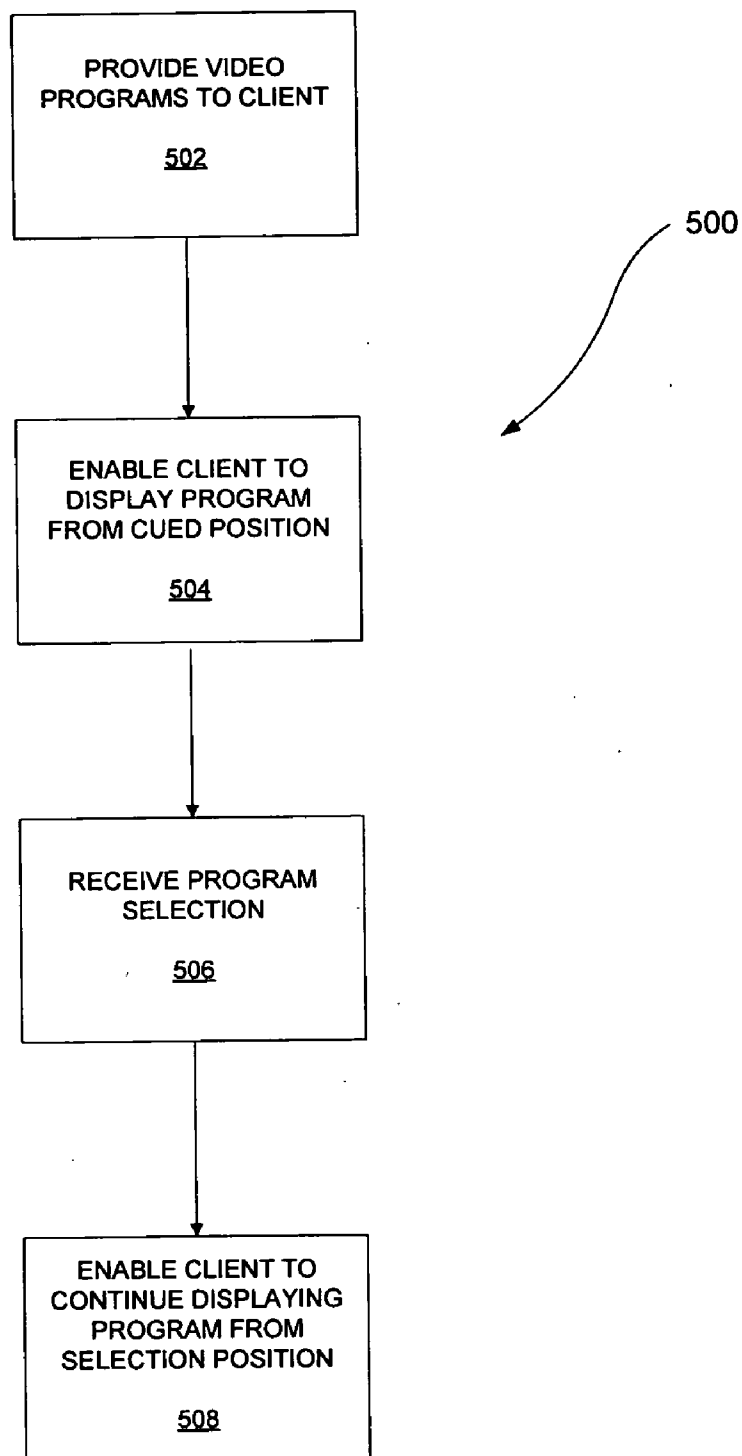 PROVIDE VIDEO
PROGRAMS TO CLIENT
502
500
ENABLE CLIENT TO
DISPLAY PROGRAM
FROM CUED POSITION
504
RECEIVE PROGRAM
SELECTION
506
ENABLE CLIENT TO
CONTINUE DISPLAYING
PROGRAM FROM
SELECTION POSITION
508